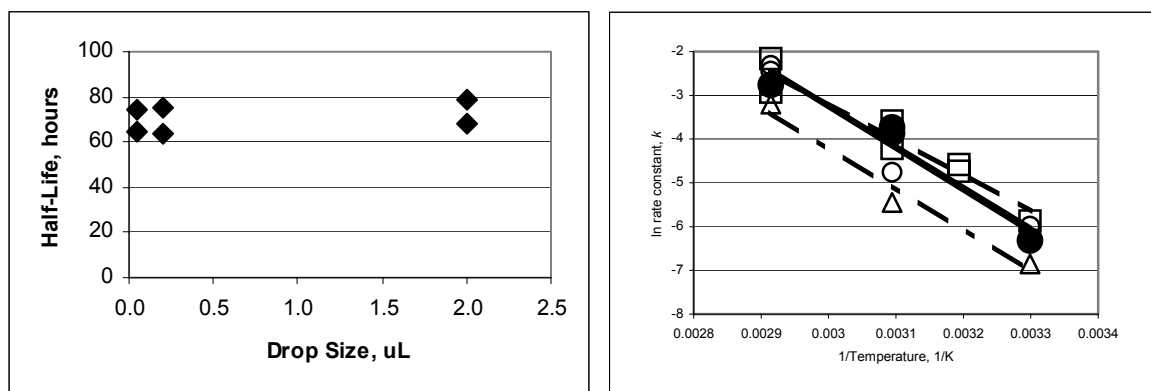 100
80
60
40
20
0
0.0 0.5 1.0 1.5 2.0 2.5
Half-Life, hours
Drop Size, uL
-2
-3
-4
-5
-6
-7
-8
0.0028 0.0029 0.003 0.0031 0.0032 0.0033 0.0034
ln rate constant, k
1/Temperature, 1/K